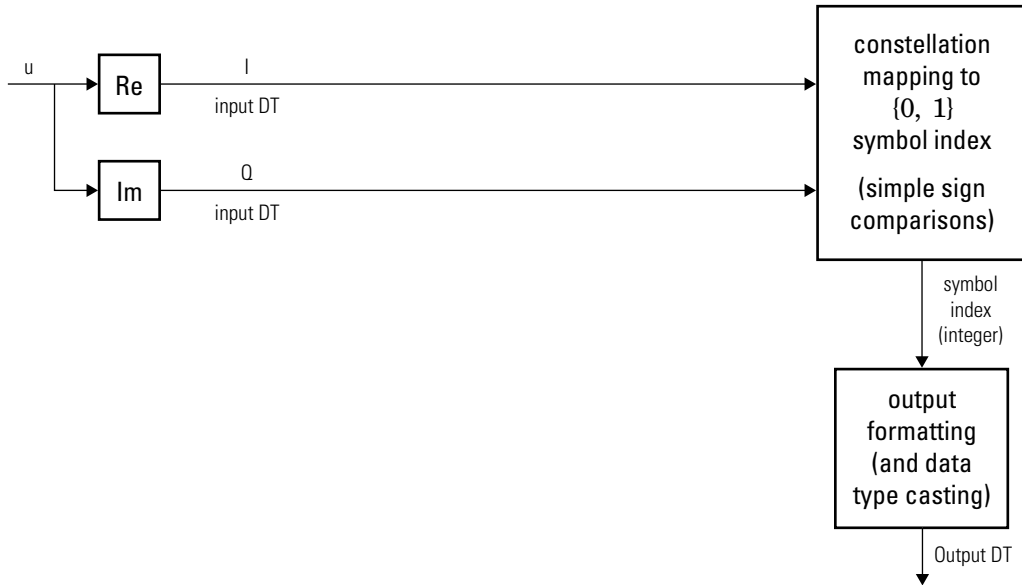 u
Re
I
input DT
Im
Q
input DT
constellation
mapping to
{0, 1}
symbol index
(simple sign
comparisons)
symbol
index
(integer)
output
formatting
(and data
type casting)
Output DT